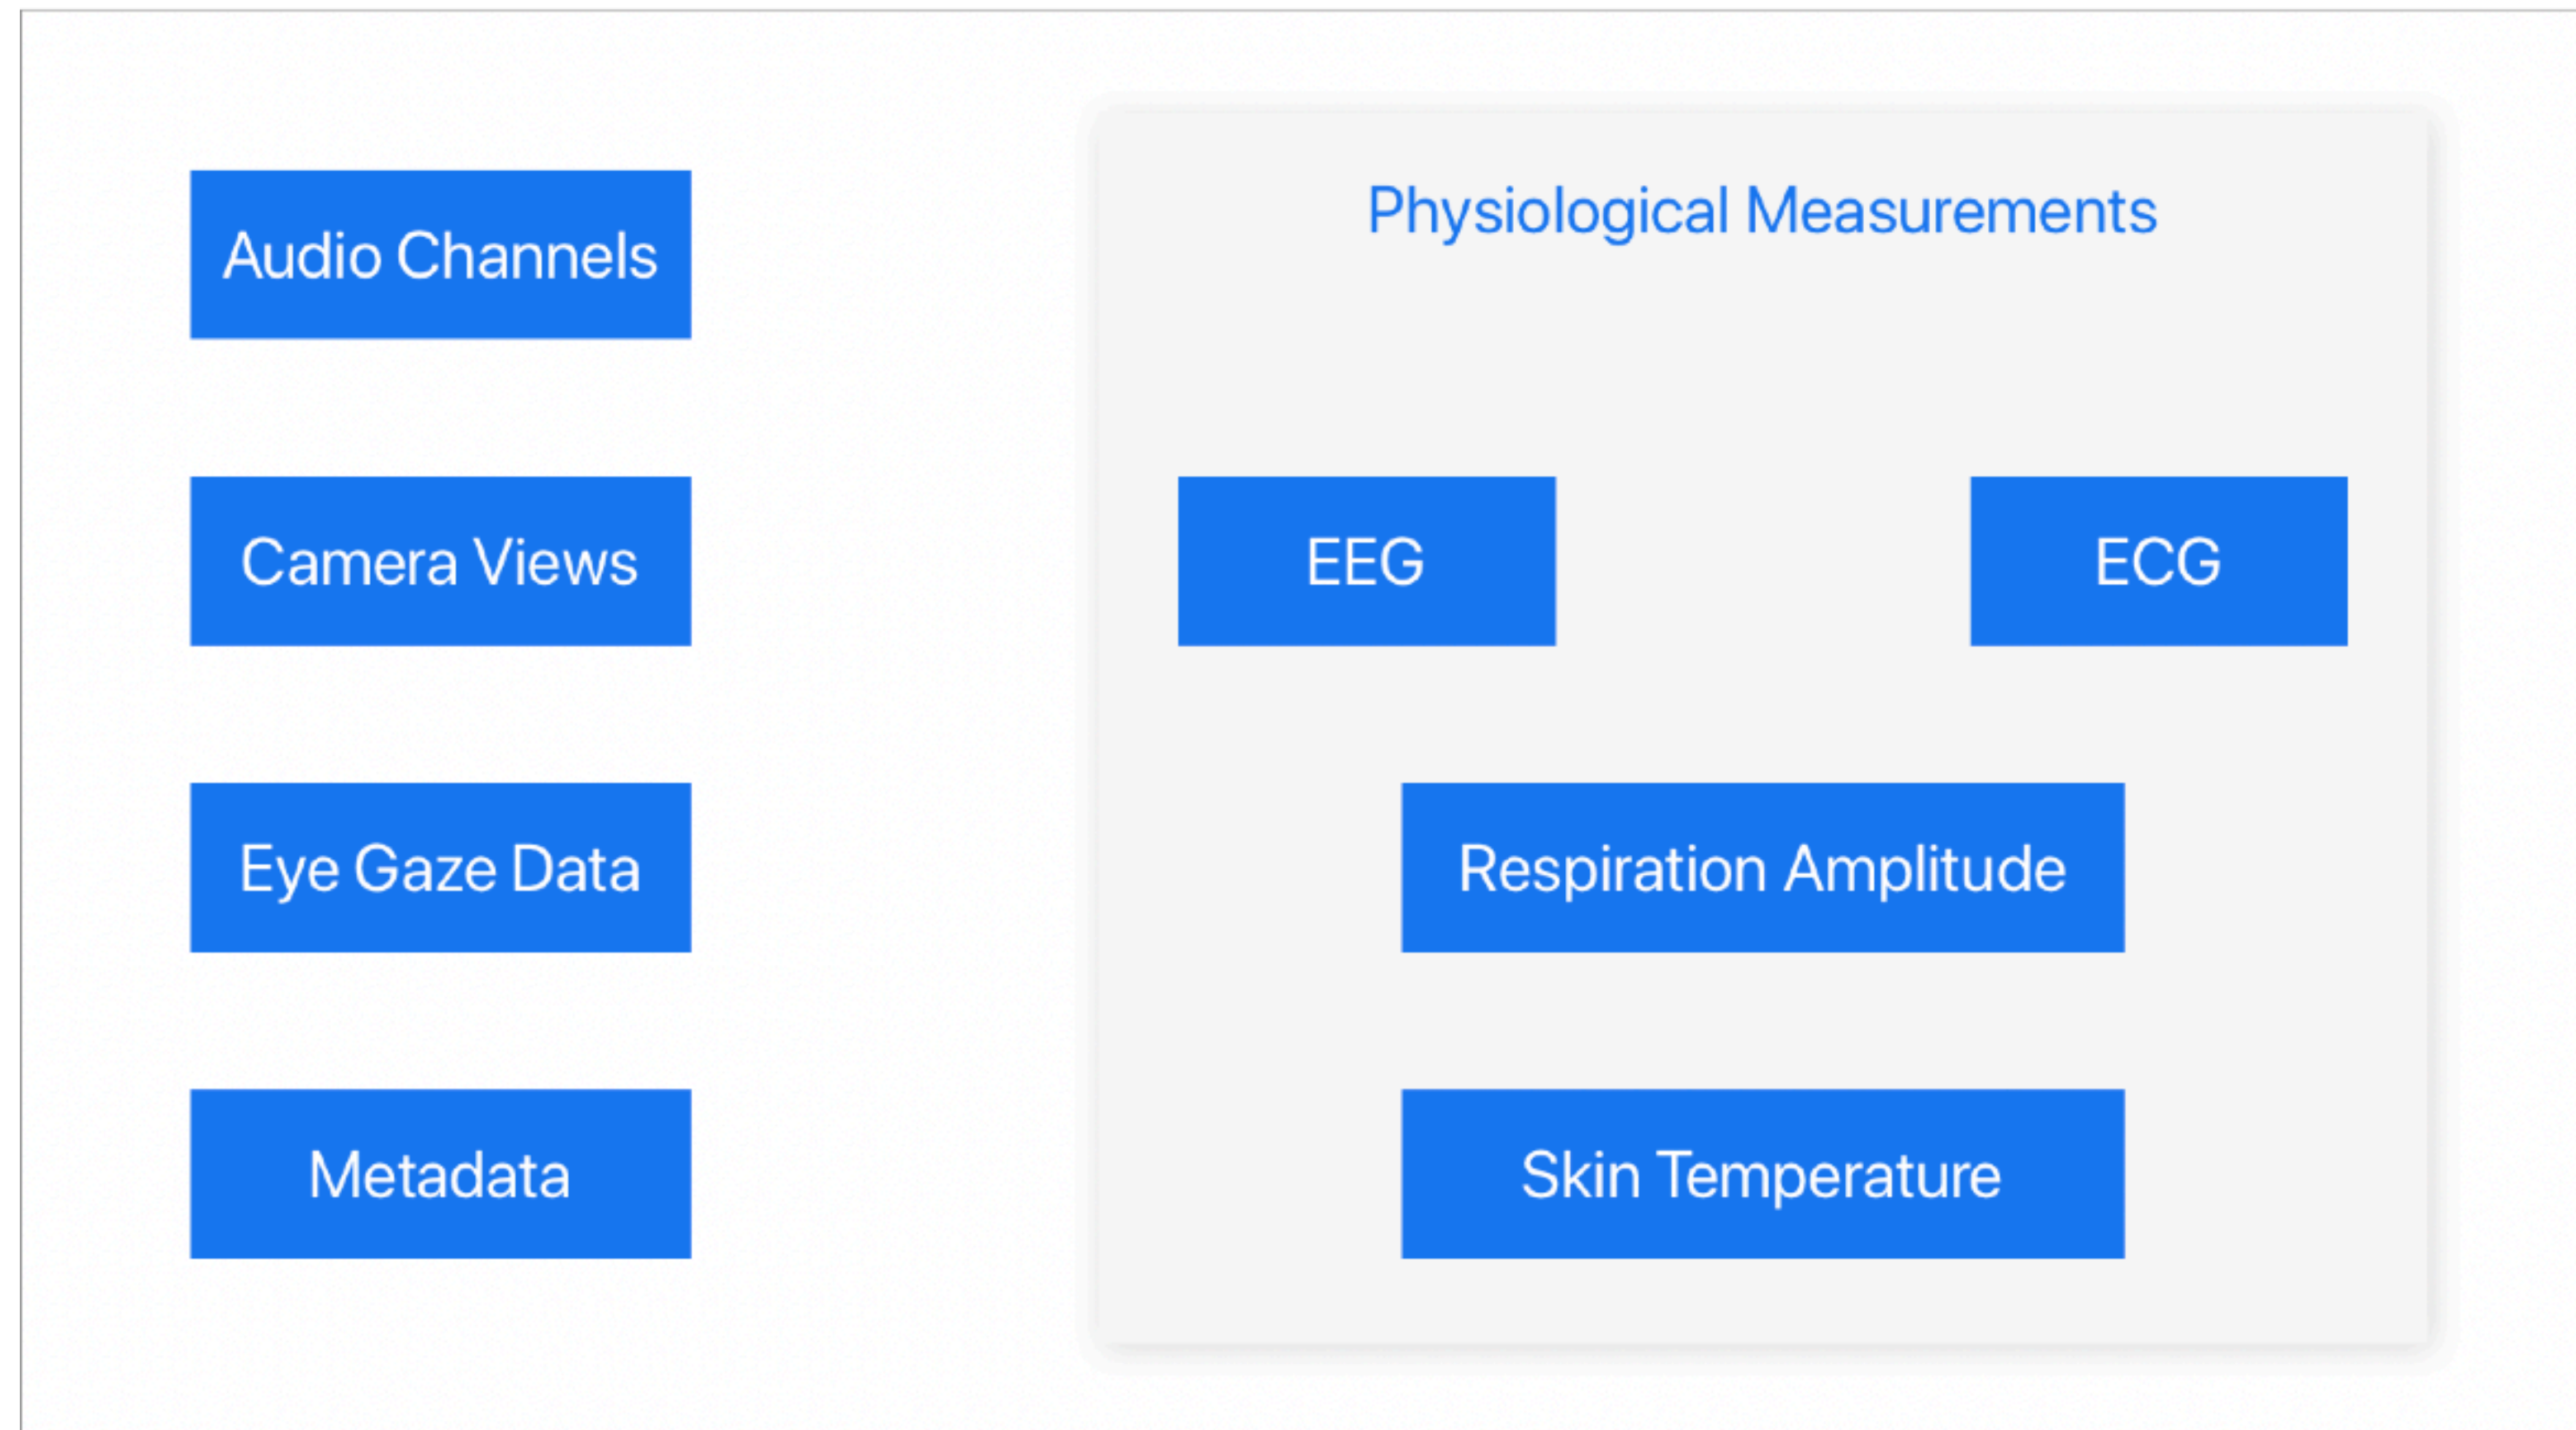 Audio Channels
Camera Views
Eye Gaze Data
Metadata
Physiological Measurements
EEG
ECG
Respiration Amplitude
Skin Temperature